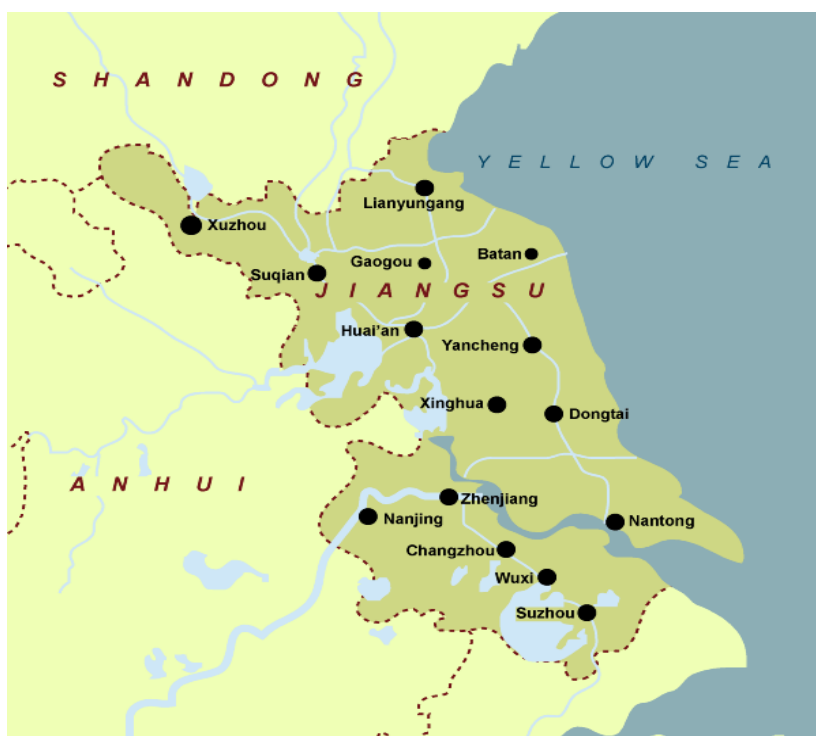 SHANDONG
YELLOW SEA
Lianyungang
Xuzhou
Batan
Gaogou
Suqian
JIANGSU
Huai'an
Yancheng
Xinghua
Dongtai
ANHUI
Zhenjiang
Nanjing
Nantong
Changzhou
Wuxi
Suzhou